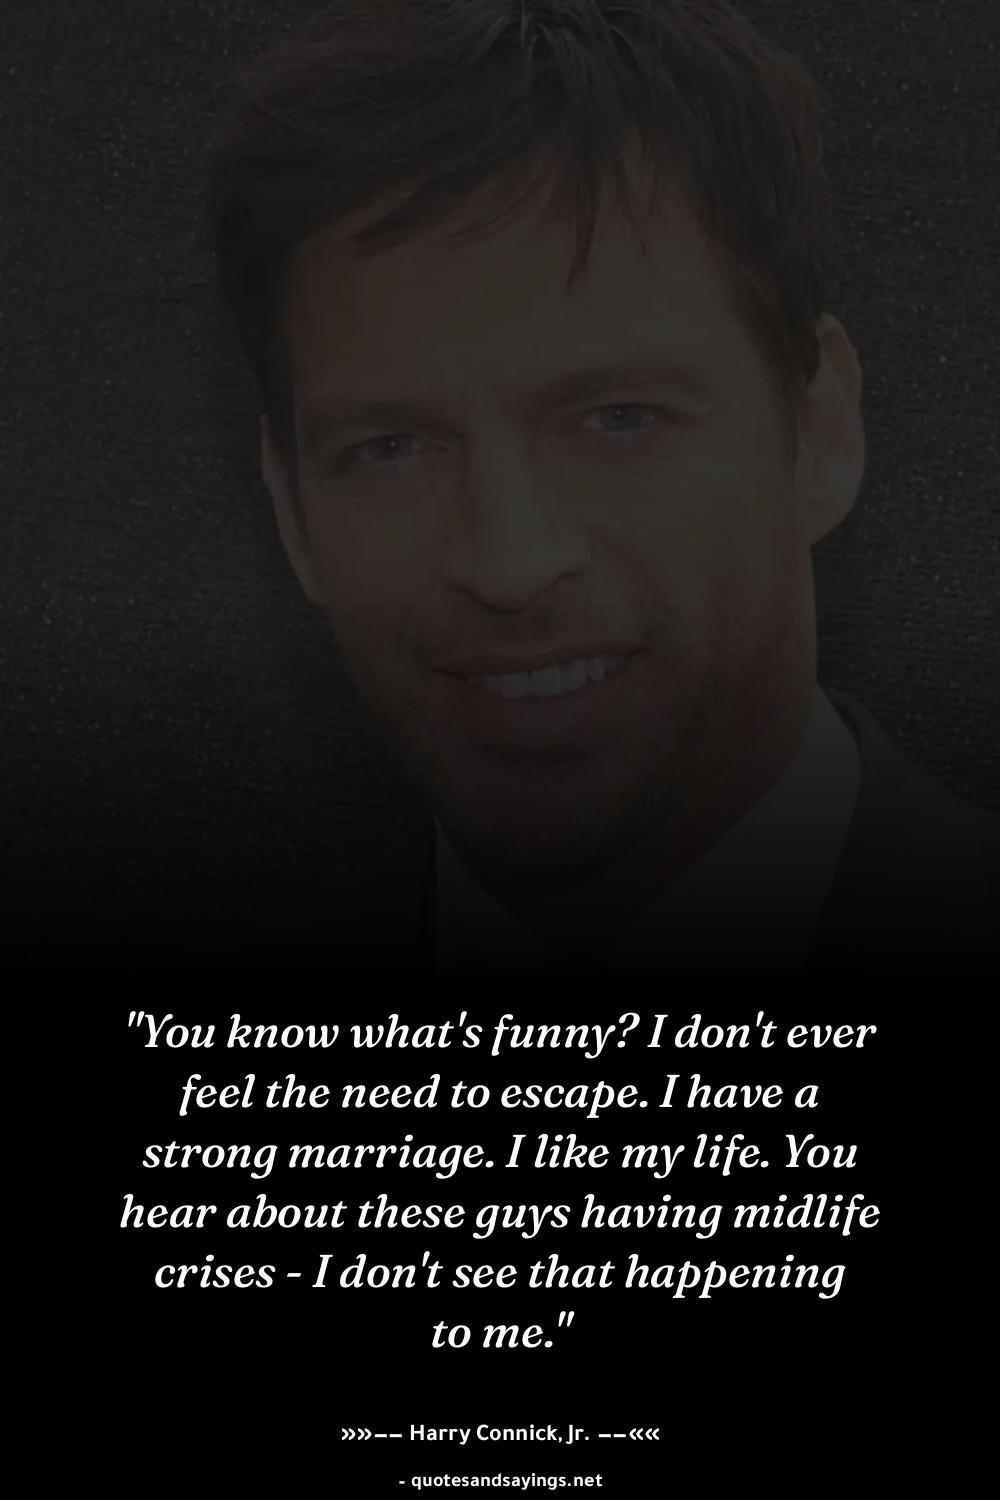 "You know what's funny? I don't ever
feel the need to escape. I have a
strong marriage. I like my life. You
hear about these guys having midlife
crises - I don't see that happening
to me."
»»−− Harry Connick, Jr. −−««
- quotesandsayings.net